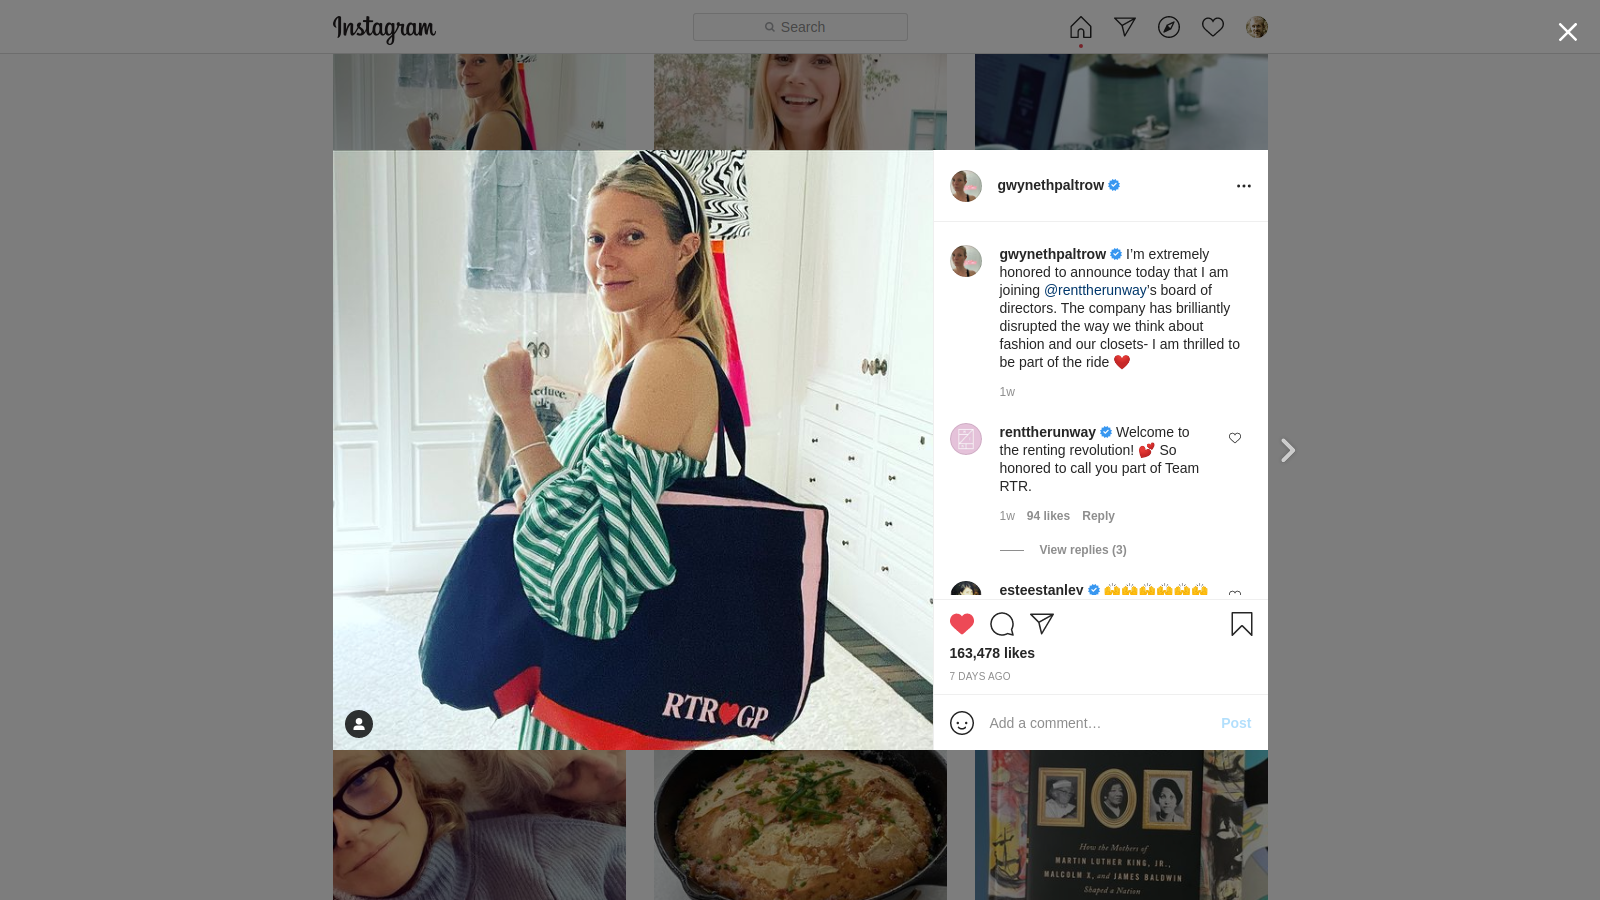 Instagram
Search
gwynethpaltrow
gwynethpaltrow I'm extremely
honored to announce today that I am
joining @renttherunway's board of
directors. The company has brilliantly
disrupted the way we think about
fashion and our closets- I am thrilled to
be part of the ride ❤️
1w
renttherunway Welcome to
the renting revolution! 💕 So
honored to call you part of Team
RTR.
1w 94 likes Reply
View replies (3)
esteestanley 🙌🙌🙌🙌🙌🙌
163,478 likes
7 DAYS AGO
Add a comment…
Post
RTR❤GP
How the Mothers of
MARTIN LUTHER KING, JR.,
MALCOLM X, and JAMES BALDWIN
Shaped a Nation